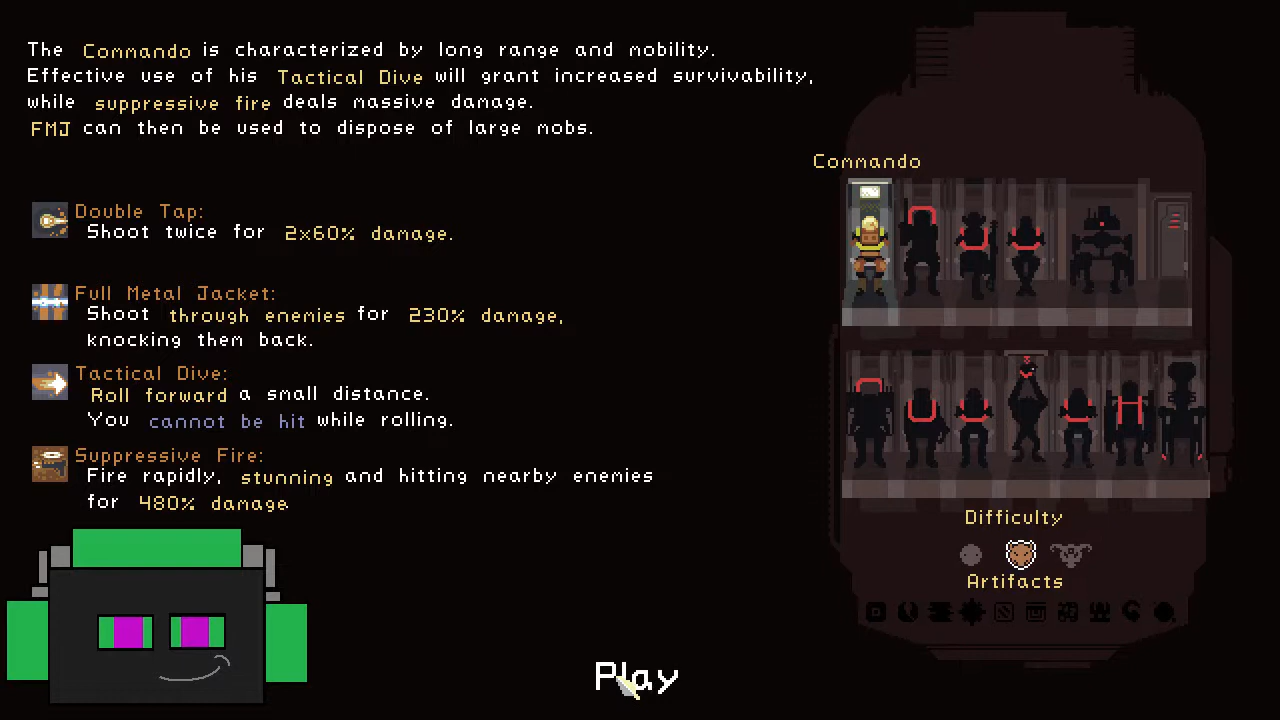 The Commando is characterized by long range and mobility.
Effective use of his Tactical Dive will grant increased survivability,
while suppressive fire deals massive damage.
FMJ can then be used to dispose of large mobs.
Commando
Double Tap:
Shoot twice for 2x60% damage.
Full Metal Jacket:
Shoot through enemies for 230% damage,
knocking them back.
Tactical Dive:
Roll forward a small distance.
You cannot be hit while rolling.
Suppressive Fire:
Fire rapidly, stunning and hitting nearby enemies
for 480% damage
Difficulty
Artifacts
Play